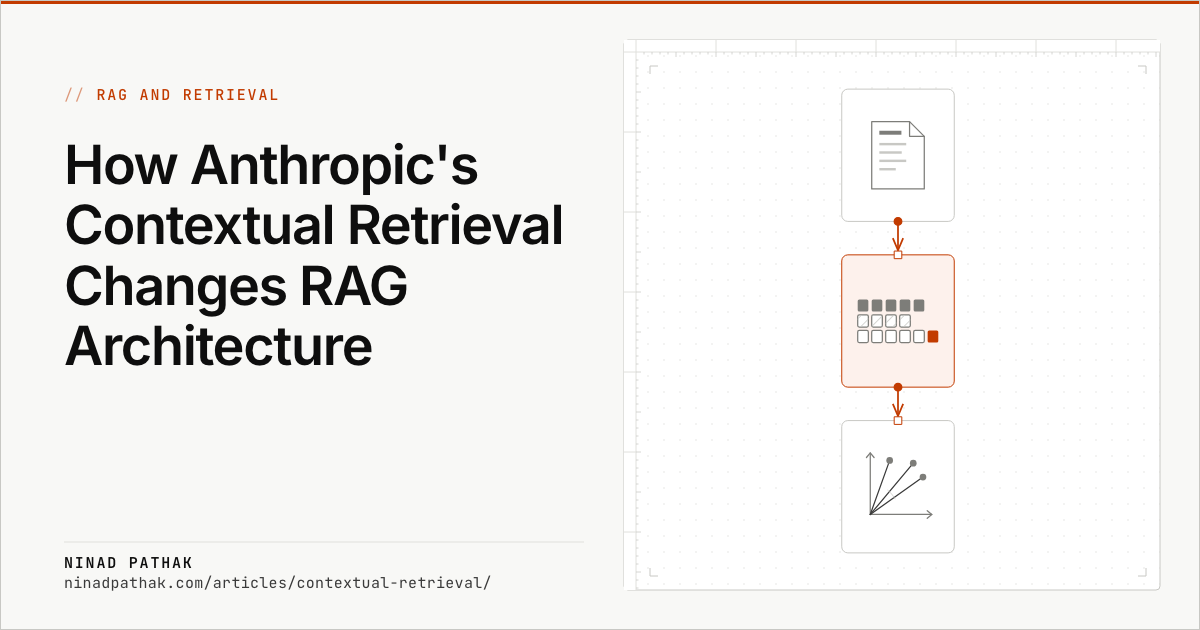 // RAG AND RETRIEVAL
How Anthropic's
Contextual Retrieval
Changes RAG
Architecture
NINAD PATHAK
ninadpathak.com/articles/contextual-retrieval/